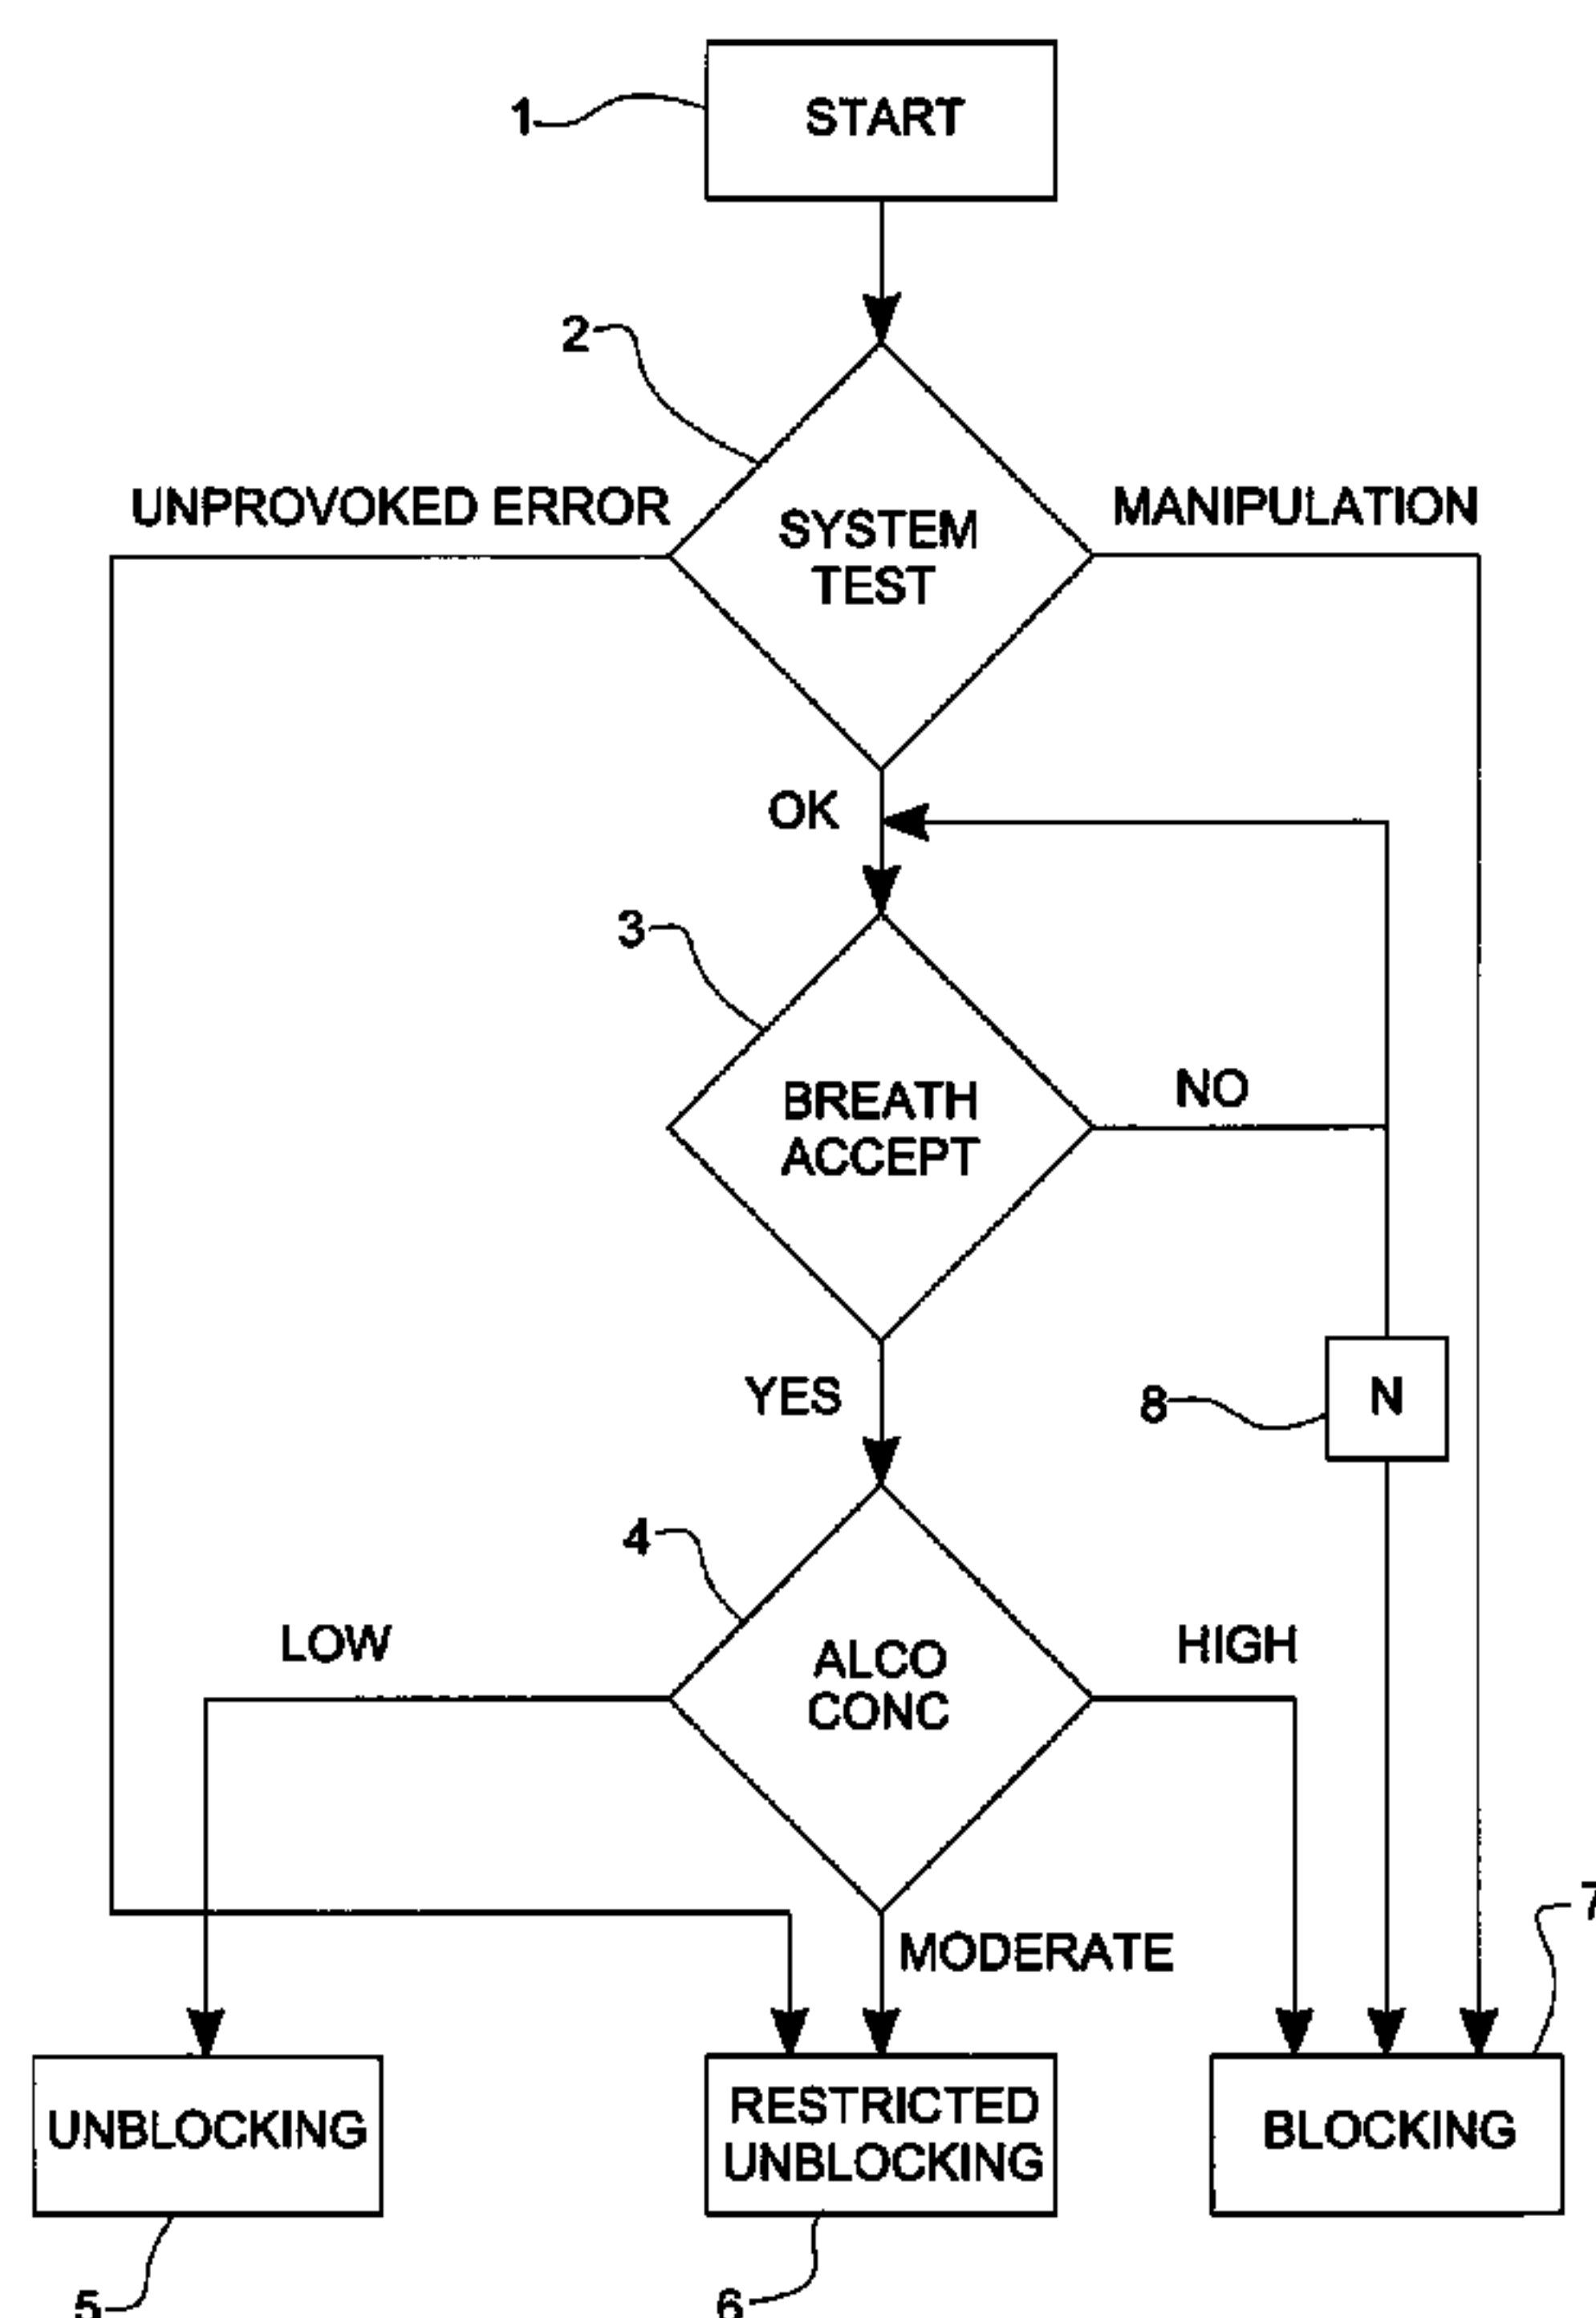 START
1
2
UNPROVOKED ERROR
MANIPULATION
SYSTEM
TEST
OK
3
BREATH
ACCEPT
NO
YES
8
N
4
LOW
HIGH
ALCO
CONC
MODERATE
7
UNBLOCKING
RESTRICTED
UNBLOCKING
BLOCKING
5
6